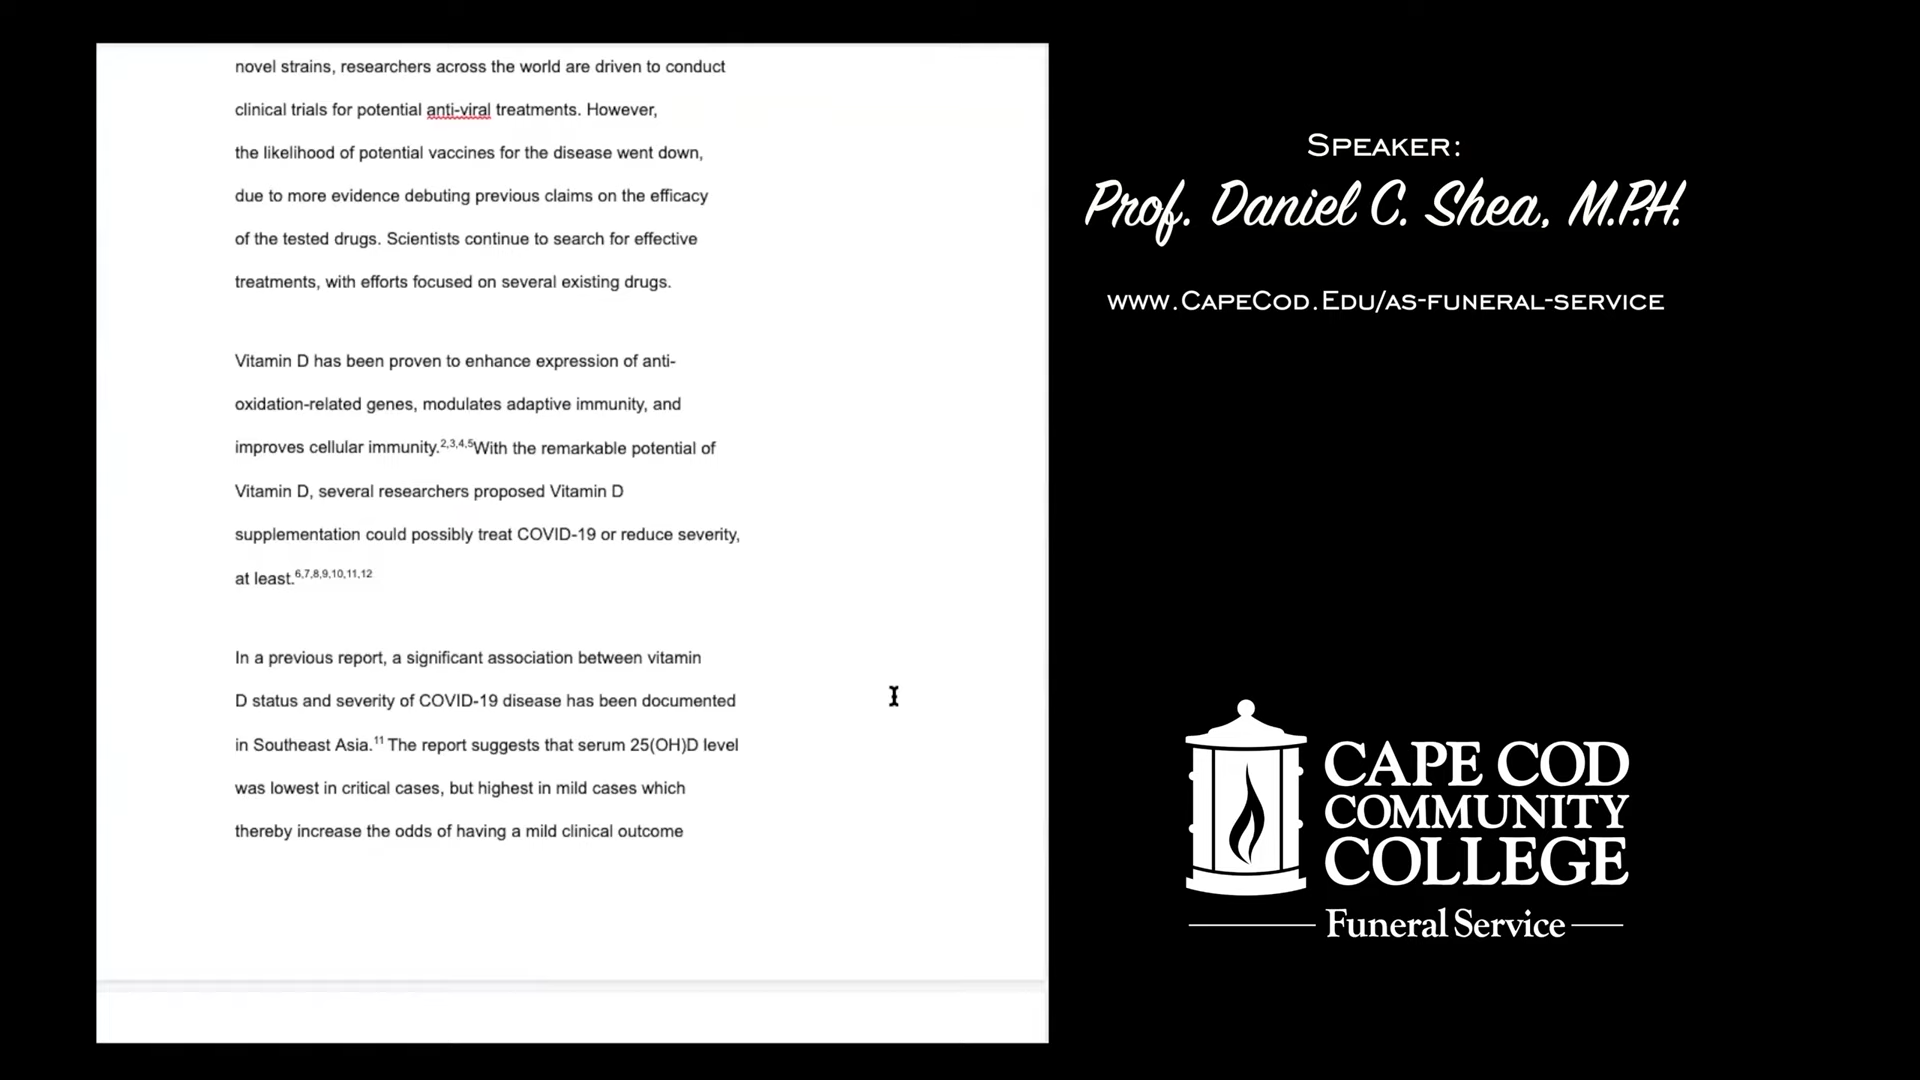 novel strains, researchers across the world are driven to conduct
clinical trials for potential anti-viral treatments. However,
the likelihood of potential vaccines for the disease went down,
due to more evidence debuting previous claims on the efficacy
of the tested drugs. Scientists continue to search for effective
treatments, with efforts focused on several existing drugs.
Vitamin D has been proven to enhance expression of anti-
oxidation-related genes, modulates adaptive immunity, and
improves cellular immunity.2,3,4,5With the remarkable potential of
Vitamin D, several researchers proposed Vitamin D
supplementation could possibly treat COVID-19 or reduce severity,
at least.6,7,8,9,10,11,12
In a previous report, a significant association between vitamin
D status and severity of COVID-19 disease has been documented
in Southeast Asia.11 The report suggests that serum 25(OH)D level
was lowest in critical cases, but highest in mild cases which
thereby increase the odds of having a mild clinical outcome
Speaker:
Prof. Daniel C. Shea, M.P.H.
www.CapeCod.Edu/as-funeral-service
CAPE COD
COMMUNITY
COLLEGE
Funeral Service